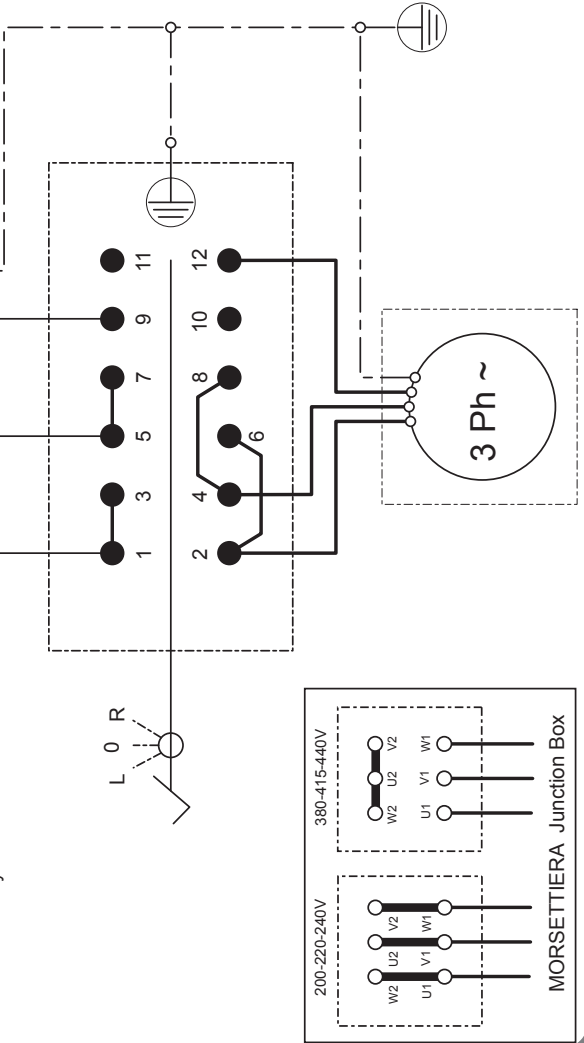 L 0 R
1 3 5 7 9 11
2 4 6 8 10 12
3 Ph ~
200-220-240V
W2 U2 V2
U1 V1 W1
380-415-440V
W2 U2 V2
U1 V1 W1
MORSETTIERA Junction Box